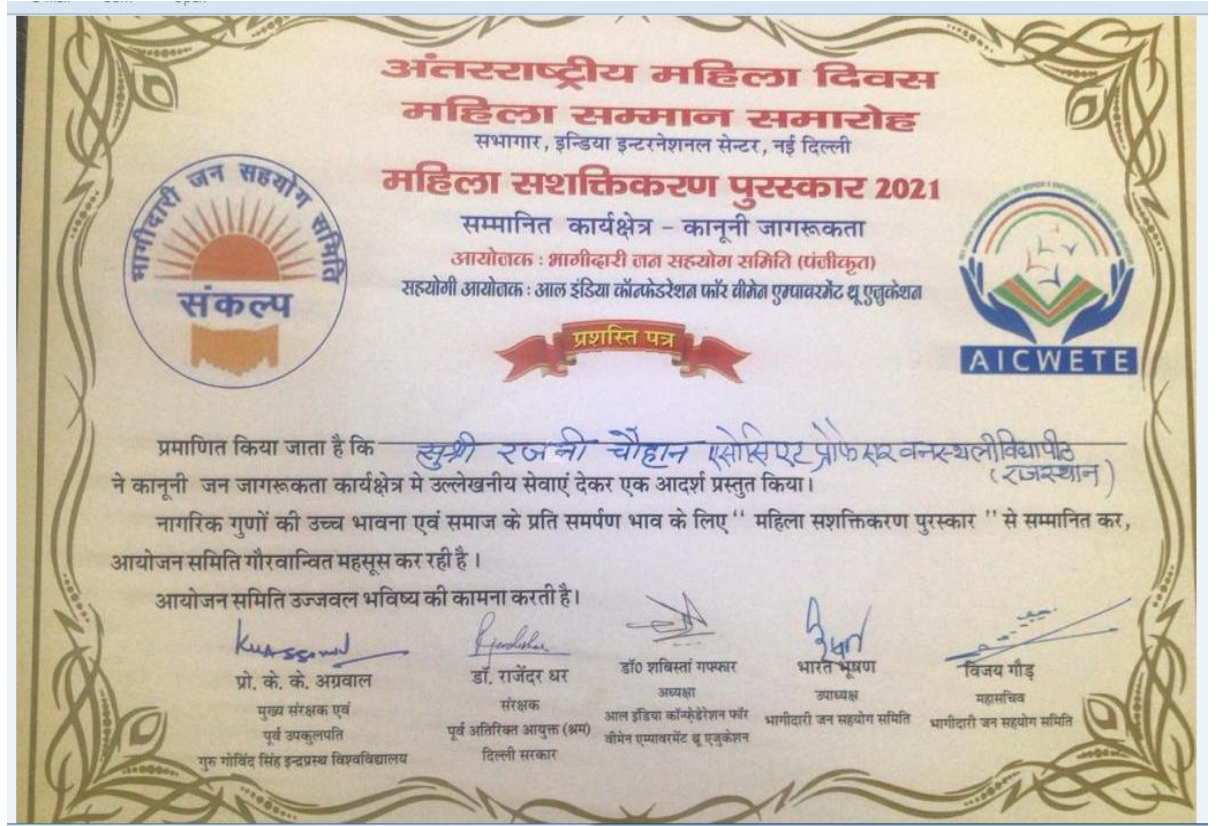 अंतरराष्ट्रीय महिला दिवस
महिला सम्मान समारोह
सभागार, इन्डिया इन्टरनेशनल सेन्टर, नई दिल्ली
महिला सशक्तिकरण पुरस्कार 2021
सम्मानित कार्यक्षेत्र - कानूनी जागरूकता
आयोजक : भागीदारी जन सहयोग समिति (पंजीकृत)
सहयोगी आयोजक : आल इंडिया कॉन्फेडरेशन फॉर वीमेन एम्पावरमेंट थ्रू एजुकेशन
भागीदारी जन सहयोग समिति
संकल्प
AICWETE
प्रशस्ति पत्र
प्रमाणित किया जाता है कि सुश्री रजनी चौहान एसोसिएट प्रोफेसर वनस्थली विद्यापीठ
(राजस्थान)
ने कानूनी जन जागरूकता कार्यक्षेत्र मे उल्लेखनीय सेवाएं देकर एक आदर्श प्रस्तुत किया।
नागरिक गुणों की उच्च भावना एवं समाज के प्रति समर्पण भाव के लिए " महिला सशक्तिकरण पुरस्कार " से सम्मानित कर,
आयोजन समिति गौरवान्वित महसूस कर रही है ।
आयोजन समिति उज्जवल भविष्य की कामना करती है।
प्रो. के. के. अग्रवाल
मुख्य संरक्षक एवं
पूर्व उपकुलपति
गुरु गोविंद सिंह इन्द्रप्रस्थ विश्वविद्यालय
डॉ. राजेंदर धर
संरक्षक
पूर्व अतिरिक्त आयुक्त (श्रम)
दिल्ली सरकार
डॉ0 शबिस्तां गफ्फार
अध्यक्षा
आल इंडिया कॉन्फेडेरेशन फॉर
वीमेन एम्पावरमेंट थ्रू एजुकेशन
भारत भूषण
उपाध्यक्ष
भागीदारी जन सहयोग समिति
विजय गौड़
महासचिव
भागीदारी जन सहयोग समिति